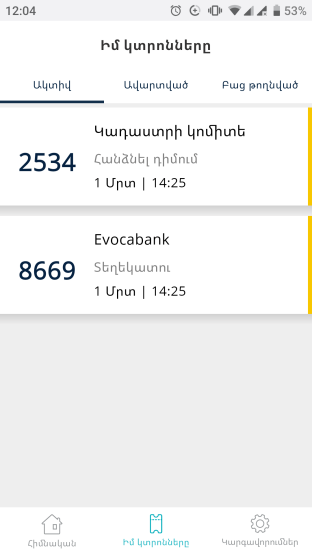 12:04
53%
Իմ կտրոնները
Ակտիվ
Ավարտված
Բաց թողնված
2534
Կադաստրի կոմիտե
Հանձնել դիմում
1 Մրտ | 14:25
8669
Evocabank
Տեղեկատու
1 Մրտ | 14:25
Հիմնական
Իմ կտրոնները
Կարգավորումներ